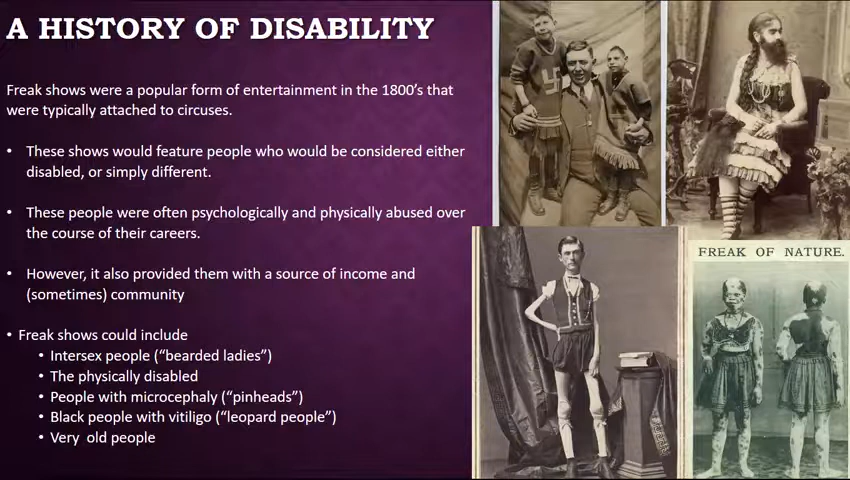 A HISTORY OF DISABILITY
Freak shows were a popular form of entertainment in the 1800's that
were typically attached to circuses.
• These shows would feature people who would be considered either
disabled, or simply different.
• These people were often psychologically and physically abused over
the course of their careers.
• However, it also provided them with a source of income and
(sometimes) community
• Freak shows could include
• Intersex people (“bearded ladies”)
• The physically disabled
• People with microcephaly (“pinheads”)
• Black people with vitiligo (“leopard people”)
• Very  old people
FREAK OF NATURE.